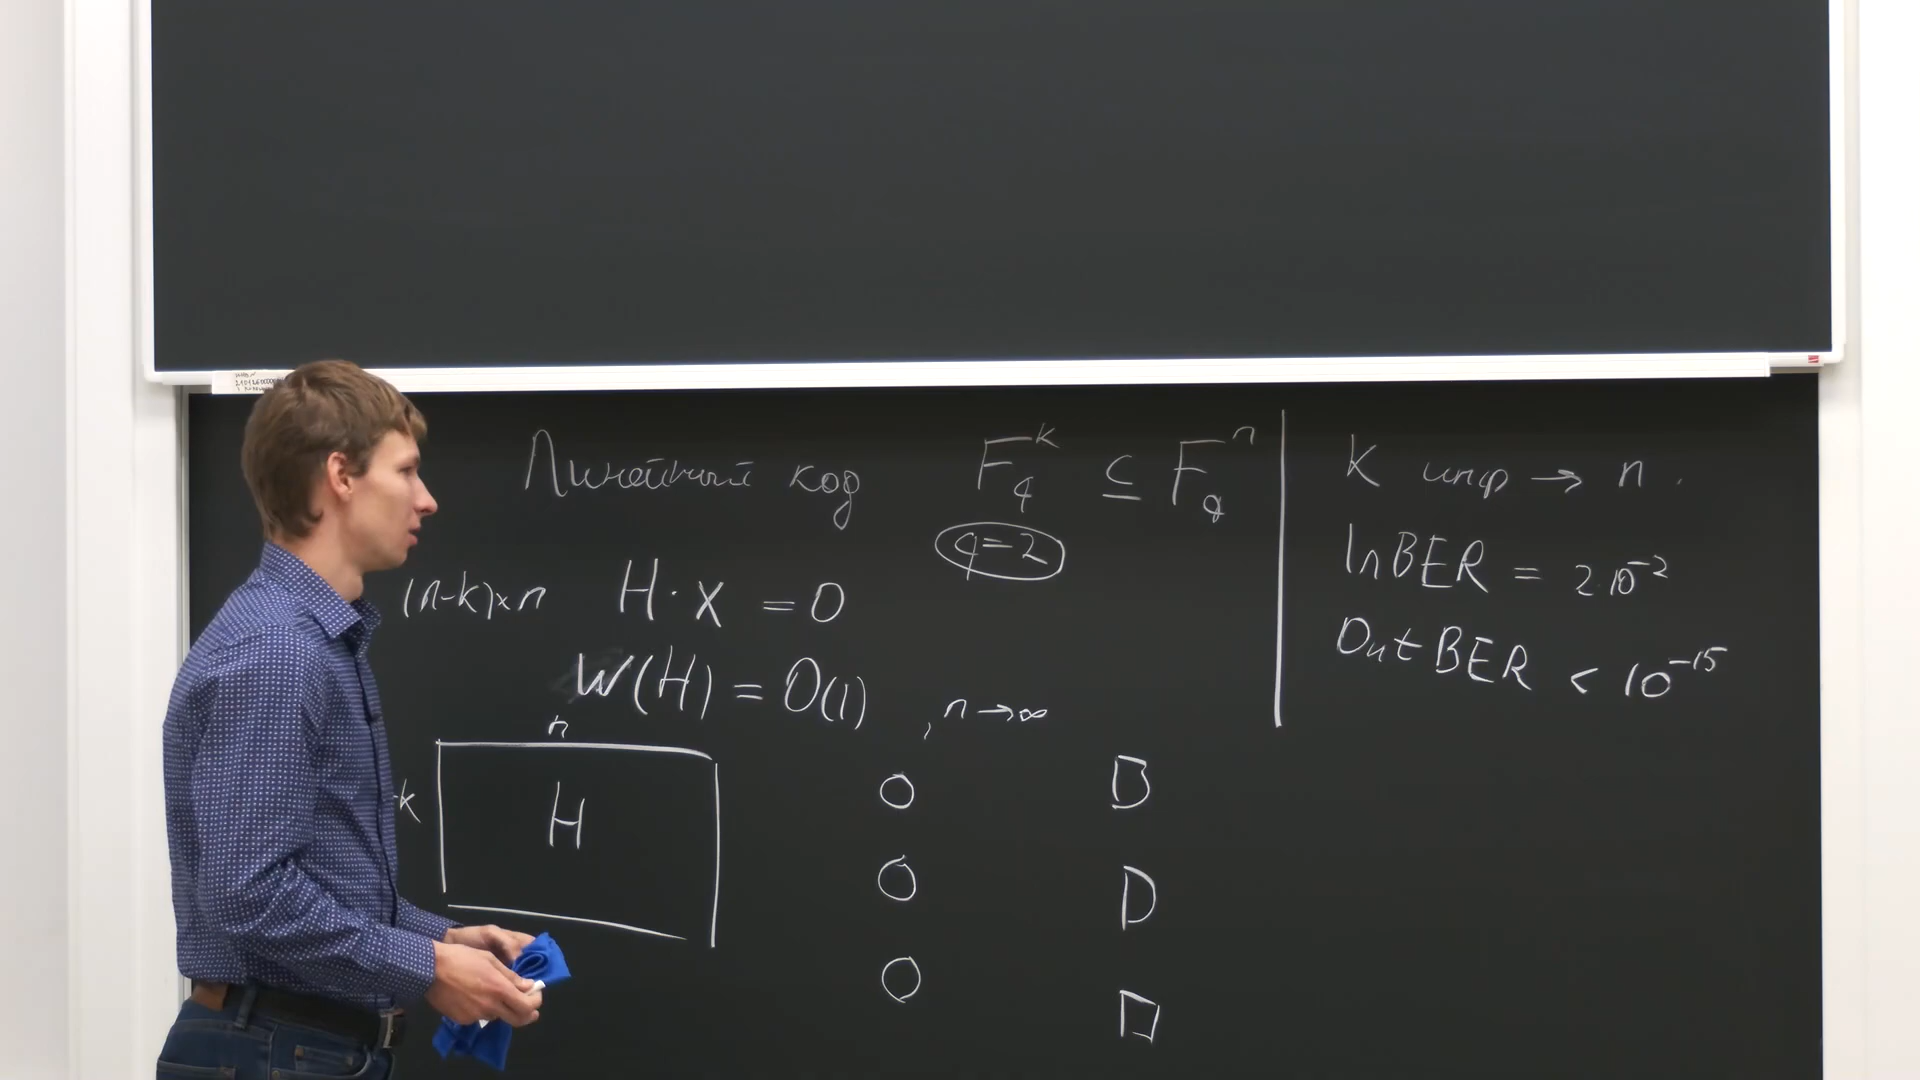 Линейный код F_q^k ⊆ F_q^n
q=2
(n-k)×n H·x = 0
W(H) = O(1) , n→∞
n
k H
K инф → n.
InBER = 2·10^-2
OutBER < 10^-15